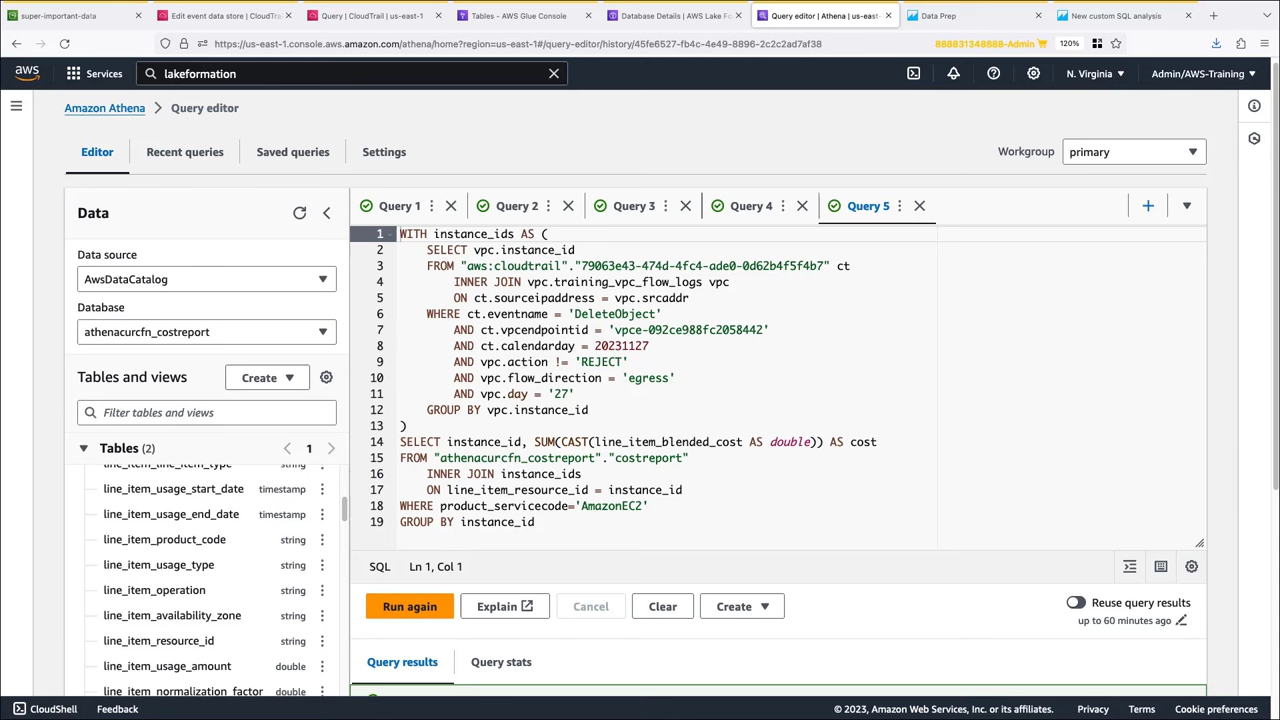 super-important-data
Edit event data store | CloudTrai
Query | CloudTrail | us-east-1
Tables - AWS Glue Console
Database Details | AWS Lake Fo
Query editor | Athena | us-east-
Data Prep
New custom SQL analysis
https://us-east-1.console.aws.amazon.com/athena/home?region=us-east-1#/query-editor/history/45fe6527-fb4c-4e49-8896-2c2c2ad7af38
888831348888-Admin
120%
aws
Services
lakeformation
N. Virginia
Admin/AWS-Training
Amazon Athena > Query editor
Editor
Recent queries
Saved queries
Settings
Workgroup
primary
Data
Data source
AwsDataCatalog
Database
athenacurcfn_costreport
Tables and views
Create
Filter tables and views
Tables (2)
1
line_item_line_item_type string
line_item_usage_start_date timestamp
line_item_usage_end_date timestamp
line_item_product_code string
line_item_usage_type string
line_item_operation string
line_item_availability_zone string
line_item_resource_id string
line_item_usage_amount double
line_item_normalization_factor double
Query 1
Query 2
Query 3
Query 4
Query 5
1 WITH instance_ids AS (
2 SELECT vpc.instance_id
3 FROM "aws:cloudtrail"."79063e43-474d-4fc4-ade0-0d62b4f5f4b7" ct
4 INNER JOIN vpc.training_vpc_flow_logs vpc
5 ON ct.sourceipaddress = vpc.srcaddr
6 WHERE ct.eventname = 'DeleteObject'
7 AND ct.vpcendpointid = 'vpce-092ce988fc2058442'
8 AND ct.calendarday = 20231127
9 AND vpc.action != 'REJECT'
10 AND vpc.flow_direction = 'egress'
11 AND vpc.day = '27'
12 GROUP BY vpc.instance_id
13 )
14 SELECT instance_id, SUM(CAST(line_item_blended_cost AS double)) AS cost
15 FROM "athenacurcfn_costreport"."costreport"
16 INNER JOIN instance_ids
17 ON line_item_resource_id = instance_id
18 WHERE product_servicecode='AmazonEC2'
19 GROUP BY instance_id
SQL Ln 1, Col 1
Run again
Explain
Cancel
Clear
Create
Reuse query results
up to 60 minutes ago
Query results
Query stats
CloudShell
Feedback
© 2023, Amazon Web Services, Inc. or its affiliates.
Privacy
Terms
Cookie preferences